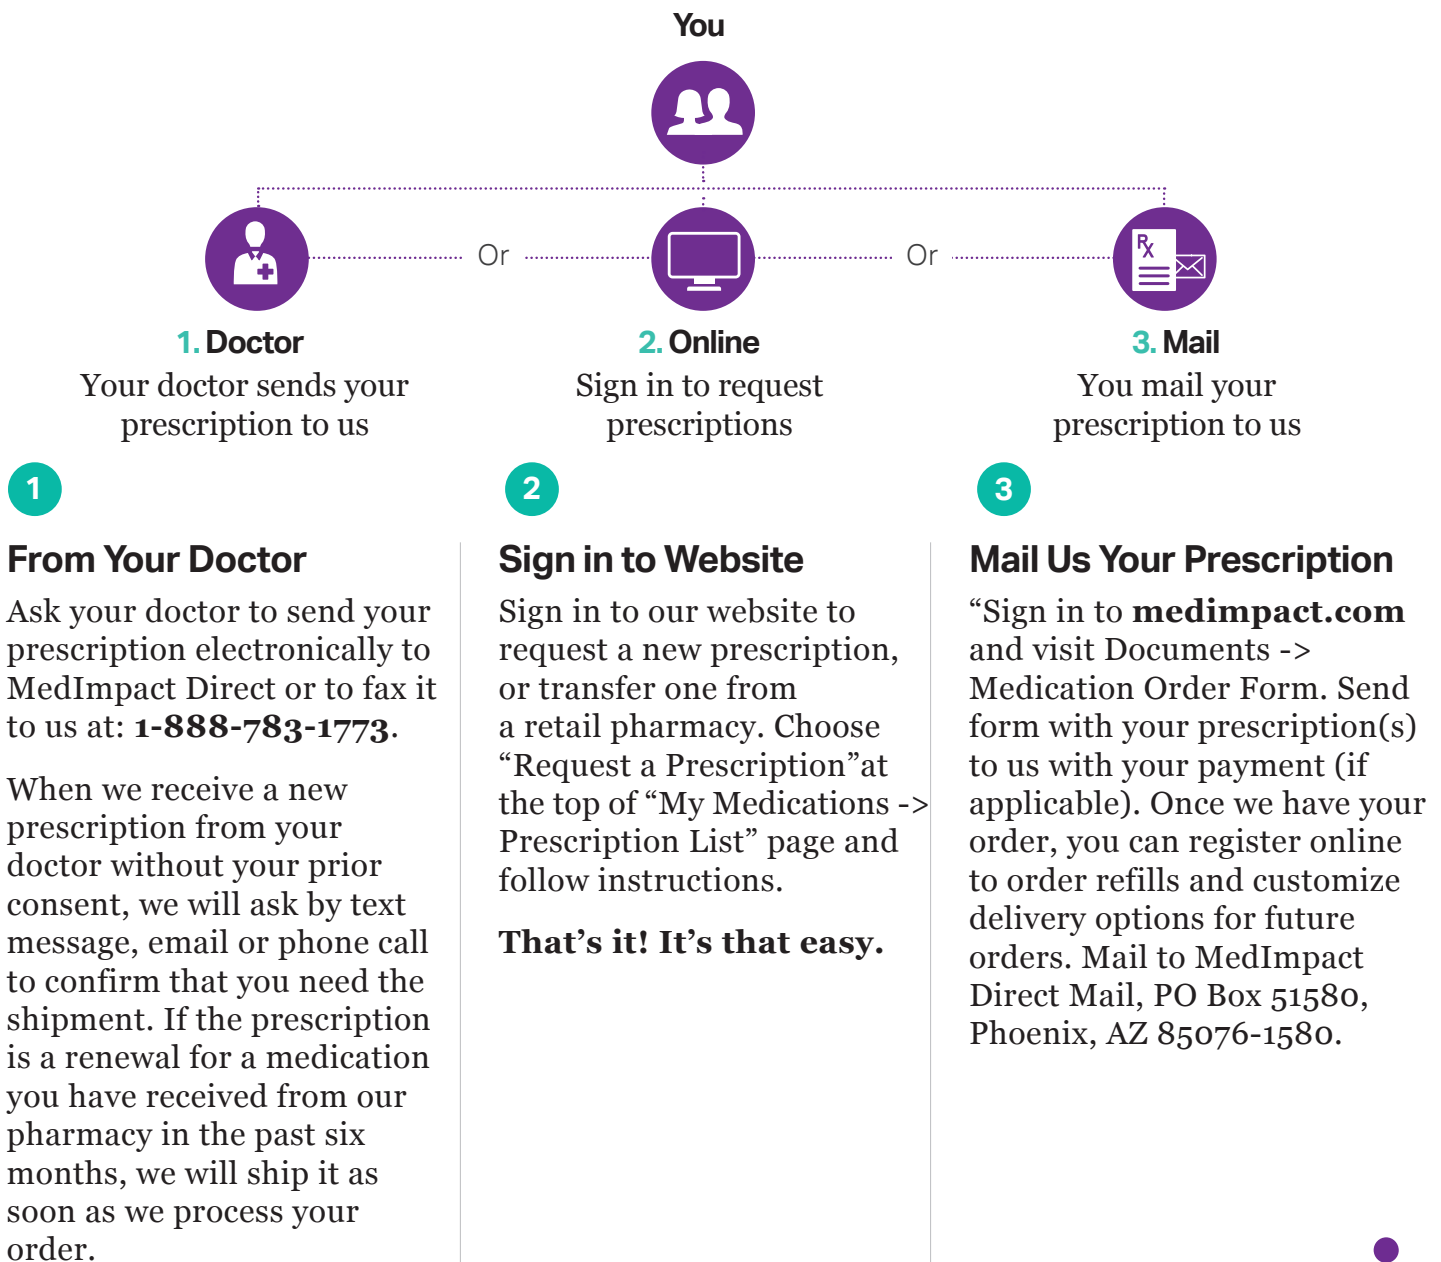 You
Or
Or
Rx
1. Doctor
Your doctor sends your
prescription to us
2. Online
Sign in to request
prescriptions
3. Mail
You mail your
prescription to us
1
From Your Doctor
Ask your doctor to send your
prescription electronically to
MedImpact Direct or to fax it
to us at: 1-888-783-1773.
When we receive a new
prescription from your
doctor without your prior
consent, we will ask by text
message, email or phone call
to confirm that you need the
shipment. If the prescription
is a renewal for a medication
you have received from our
pharmacy in the past six
months, we will ship it as
soon as we process your
order.
2
Sign in to Website
Sign in to our website to
request a new prescription,
or transfer one from
a retail pharmacy. Choose
“Request a Prescription”at
the top of “My Medications ->
Prescription List” page and
follow instructions.
That’s it! It’s that easy.
3
Mail Us Your Prescription
“Sign in to medimpact.com
and visit Documents ->
Medication Order Form. Send
form with your prescription(s)
to us with your payment (if
applicable). Once we have your
order, you can register online
to order refills and customize
delivery options for future
orders. Mail to MedImpact
Direct Mail, PO Box 51580,
Phoenix, AZ 85076-1580.